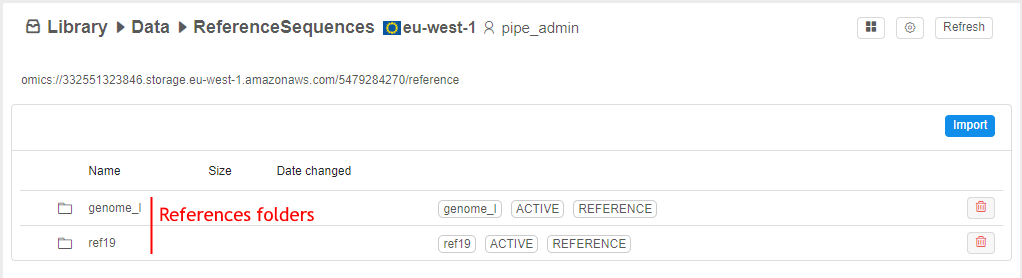 Library Data ReferenceSequences eu-west-1 pipe_admin Refresh
omics://332551323846.storage.eu-west-1.amazonaws.com/5479284270/reference
Import
Name Size Date changed
genome_l genome_l ACTIVE REFERENCE
References folders
ref19 ref19 ACTIVE REFERENCE